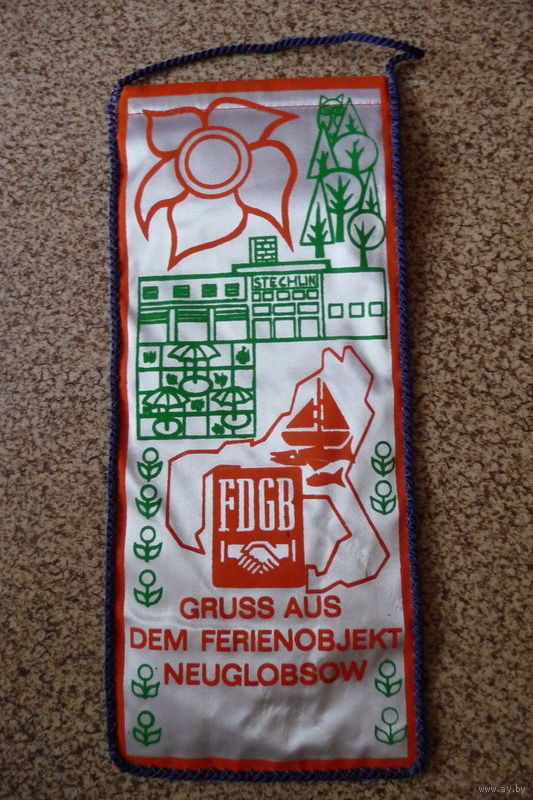 STECHLIN
FDGB
GRUSS AUS
DEM FERIENOBJEKT
NEUGLOBSOW
www.ay.by